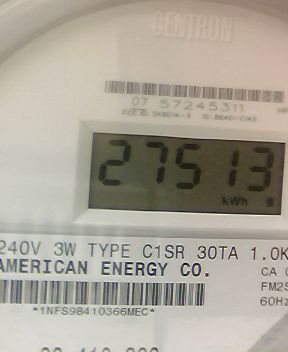 CENTRON
07 57245311
27513
kWh
240V 3W TYPE C1SR 30TA 1.0K
AMERICAN ENERGY CO.
CA
FM2S
60Hz
*1NFS98410366MEC*